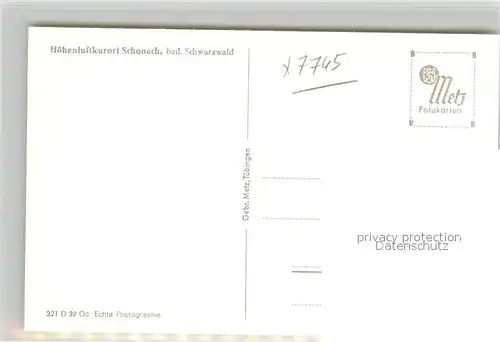 Höhenluftkurort Schonach, bad. Schwarzwald
x 7745
Metz
Fotokarten
Gebr. Metz, Tübingen
privacy protection
Datenschutz
321 D 39 Oc Echte Photographie